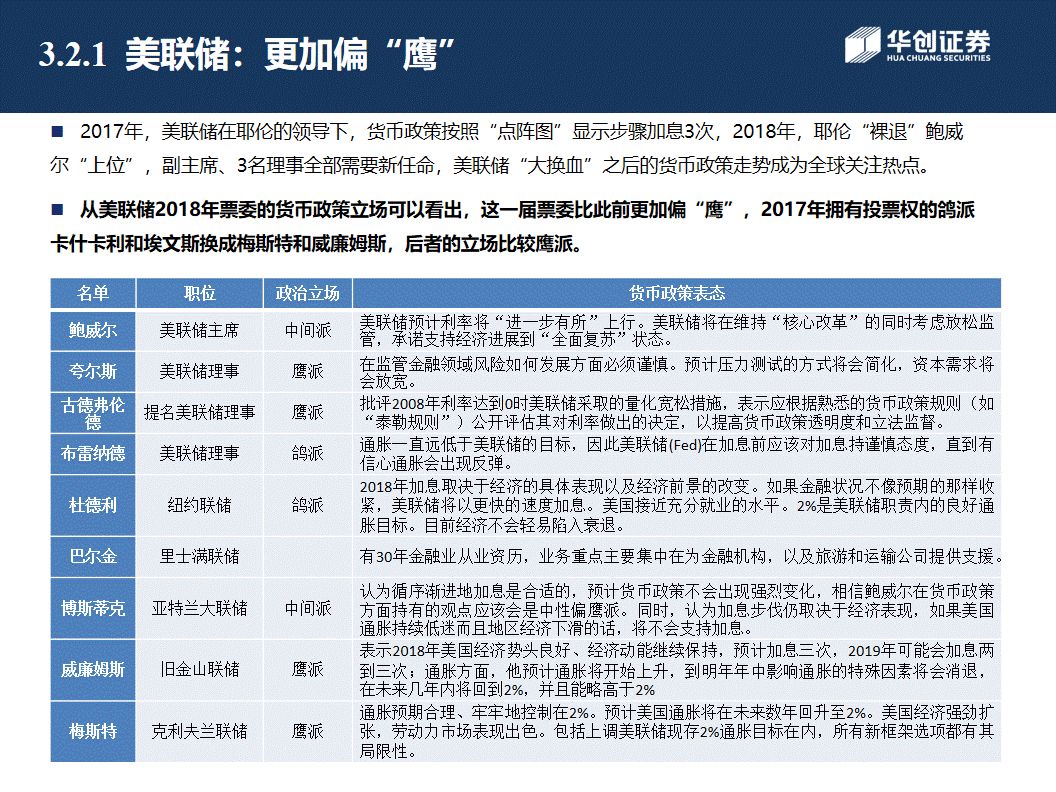 3.2.1 美联储：更加偏“鹰”
华创证券
HUA CHUANG SECURITIES
■ 2017年，美联储在耶伦的领导下，货币政策按照“点阵图”显示步骤加息3次，2018年，耶伦“裸退”鲍威
尔“上位”，副主席、3名理事全部需要新任命，美联储“大换血”之后的货币政策走势成为全球关注热点。
■ 从美联储2018年票委的货币政策立场可以看出，这一届票委比此前更加偏“鹰”，2017年拥有投票权的鸽派
卡什卡利和埃文斯换成梅斯特和威廉姆斯，后者的立场比较鹰派。
名单 职位 政治立场 货币政策表态
鲍威尔 美联储主席 中间派 美联储预计利率将“进一步有所”上行。美联储将在维持“核心改革”的同时考虑放松监
管，承诺支持经济进展到“全面复苏”状态。
夸尔斯 美联储理事 鹰派 在监管金融领域风险如何发展方面必须谨慎。预计压力测试的方式将会简化，资本需求将
会放宽。
古德弗伦
德 提名美联储理事 鹰派 批评2008年利率达到0时美联储采取的量化宽松措施，表示应根据熟悉的货币政策规则（如
“泰勒规则”）公开评估其对利率做出的决定，以提高货币政策透明度和立法监督。
布雷纳德 美联储理事 鸽派 通胀一直远低于美联储的目标，因此美联储(Fed)在加息前应该对加息持谨慎态度，直到有
信心通胀会出现反弹。
杜德利 纽约联储 鸽派 2018年加息取决于经济的具体表现以及经济前景的改变。如果金融状况不像预期的那样收
紧，美联储将以更快的速度加息。美国接近充分就业的水平。2%是美联储职责内的良好通
胀目标。目前经济不会轻易陷入衰退。
巴尔金 里士满联储 有30年金融业从业资历，业务重点主要集中在为金融机构，以及旅游和运输公司提供支援。
博斯蒂克 亚特兰大联储 中间派 认为循序渐进地加息是合适的，预计货币政策不会出现强烈变化，相信鲍威尔在货币政策
方面持有的观点应该会是中性偏鹰派。同时，认为加息步伐仍取决于经济表现，如果美国
通胀持续低迷而且地区经济下滑的话，将不会支持加息。
威廉姆斯 旧金山联储 鹰派 表示2018年美国经济势头良好、经济动能继续保持，预计加息三次，2019年可能会加息两
到三次；通胀方面，他预计通胀将开始上升，到明年年中影响通胀的特殊因素将会消退，
在未来几年内将回到2%，并且能略高于2%
梅斯特 克利夫兰联储 鹰派 通胀预期合理、牢牢地控制在2%。预计美国通胀将在未来数年回升至2%。美国经济强劲扩
张，劳动力市场表现出色。包括上调美联储现存2%通胀目标在内，所有新框架选项都有其
局限性。